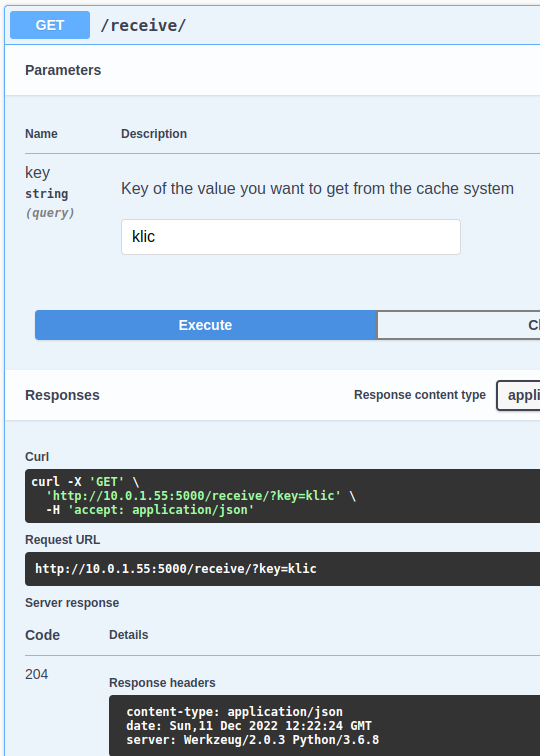 GET /receive/
Parameters
Name Description
key
string
(query)
Key of the value you want to get from the cache system
klic
Execute Cl
Responses Response content type appli
Curl
curl -X 'GET' \
'http://10.0.1.55:5000/receive/?key=klic' \
-H 'accept: application/json'
Request URL
http://10.0.1.55:5000/receive/?key=klic
Server response
Code Details
204
Response headers
content-type: application/json
date: Sun,11 Dec 2022 12:22:24 GMT
server: Werkzeug/2.0.3 Python/3.6.8